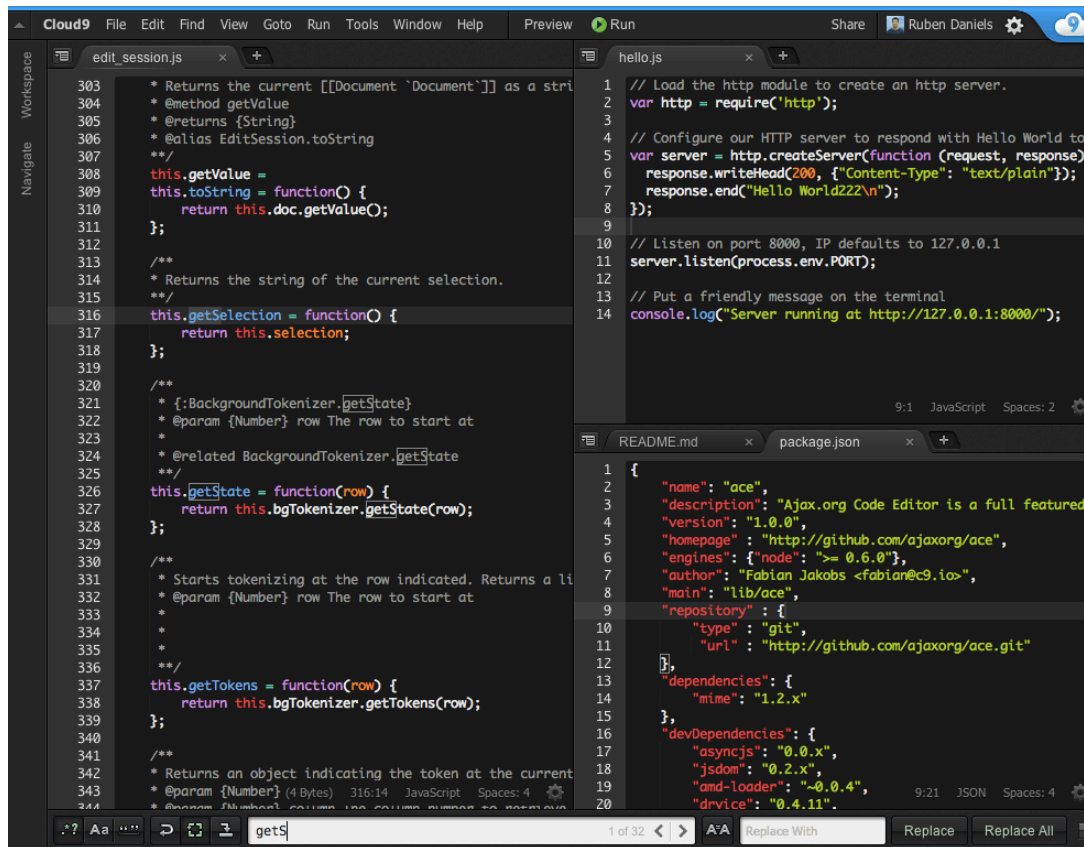 Cloud9 File Edit Find View Goto Run Tools Window Help Preview Run Share Ruben Daniels
Workspace
Navigate
edit_session.js × +
303 * Returns the current [[Document `Document`]] as a stri
304 * @method getValue
305 * @returns {String}
306 * @alias EditSession.toString
307 **/
308 this.getValue =
309 this.toString = function() {
310 return this.doc.getValue();
311 };
312
313 /**
314 * Returns the string of the current selection.
315 **/
316 this.getSelection = function() {
317 return this.selection;
318 };
319
320 /**
321 * {:BackgroundTokenizer.getState}
322 * @param {Number} row The row to start at
323 *
324 * @related BackgroundTokenizer.getState
325 **/
326 this.getState = function(row) {
327 return this.bgTokenizer.getState(row);
328 };
329
330 /**
331 * Starts tokenizing at the row indicated. Returns a li
332 * @param {Number} row The row to start at
333 *
334 *
335 *
336 **/
337 this.getTokens = function(row) {
338 return this.bgTokenizer.getTokens(row);
339 };
340
341 /**
342 * Returns an object indicating the token at the current
343 * @param {Number} (4 Bytes) 316:14 JavaScript Spaces: 4
344 * @param {Number} column the column number to retrieve
hello.js × +
1 // Load the http module to create an http server.
2 var http = require('http');
3
4 // Configure our HTTP server to respond with Hello World to
5 var server = http.createServer(function (request, response)
6 response.writeHead(200, {"Content-Type": "text/plain"});
7 response.end("Hello World222\n");
8 });
9
10 // Listen on port 8000, IP defaults to 127.0.0.1
11 server.listen(process.env.PORT);
12
13 // Put a friendly message on the terminal
14 console.log("Server running at http://127.0.0.1:8000/");
9:1 JavaScript Spaces: 2
README.md × package.json × +
1 {
2 "name": "ace",
3 "description": "Ajax.org Code Editor is a full featured
4 "version": "1.0.0",
5 "homepage" : "http://github.com/ajaxorg/ace",
6 "engines": {"node": ">= 0.6.0"},
7 "author": "Fabian Jakobs <fabian@c9.io>",
8 "main": "lib/ace",
9 "repository" : {
10 "type" : "git",
11 "url" : "http://github.com/ajaxorg/ace.git"
12 },
13 "dependencies": {
14 "mime": "1.2.x"
15 },
16 "devDependencies": {
17 "asyncjs": "0.0.x",
18 "jsdom": "0.2.x",
19 "amd-loader": "~0.0.4",
9:21 JSON Spaces: 4
20 "dryice": "0.4.11",
.*? Aa "" getS 1 of 32 < > A=A Replace With Replace Replace All